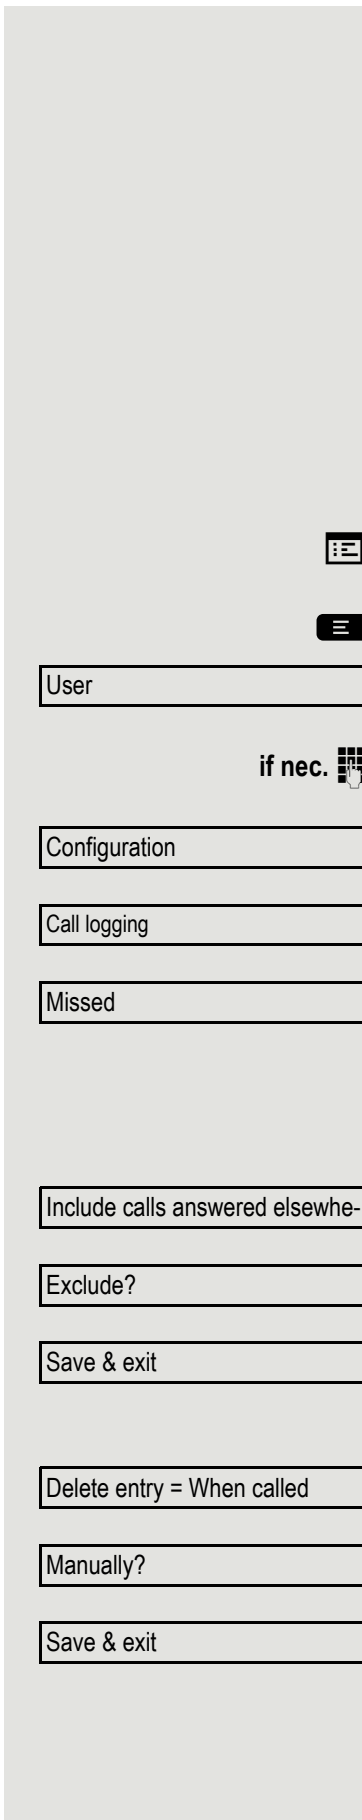 User
if nec.
Configuration
Call logging
Missed
Include calls answered elsewhe-
Exclude?
Save & exit
Delete entry = When called
Manually?
Save & exit